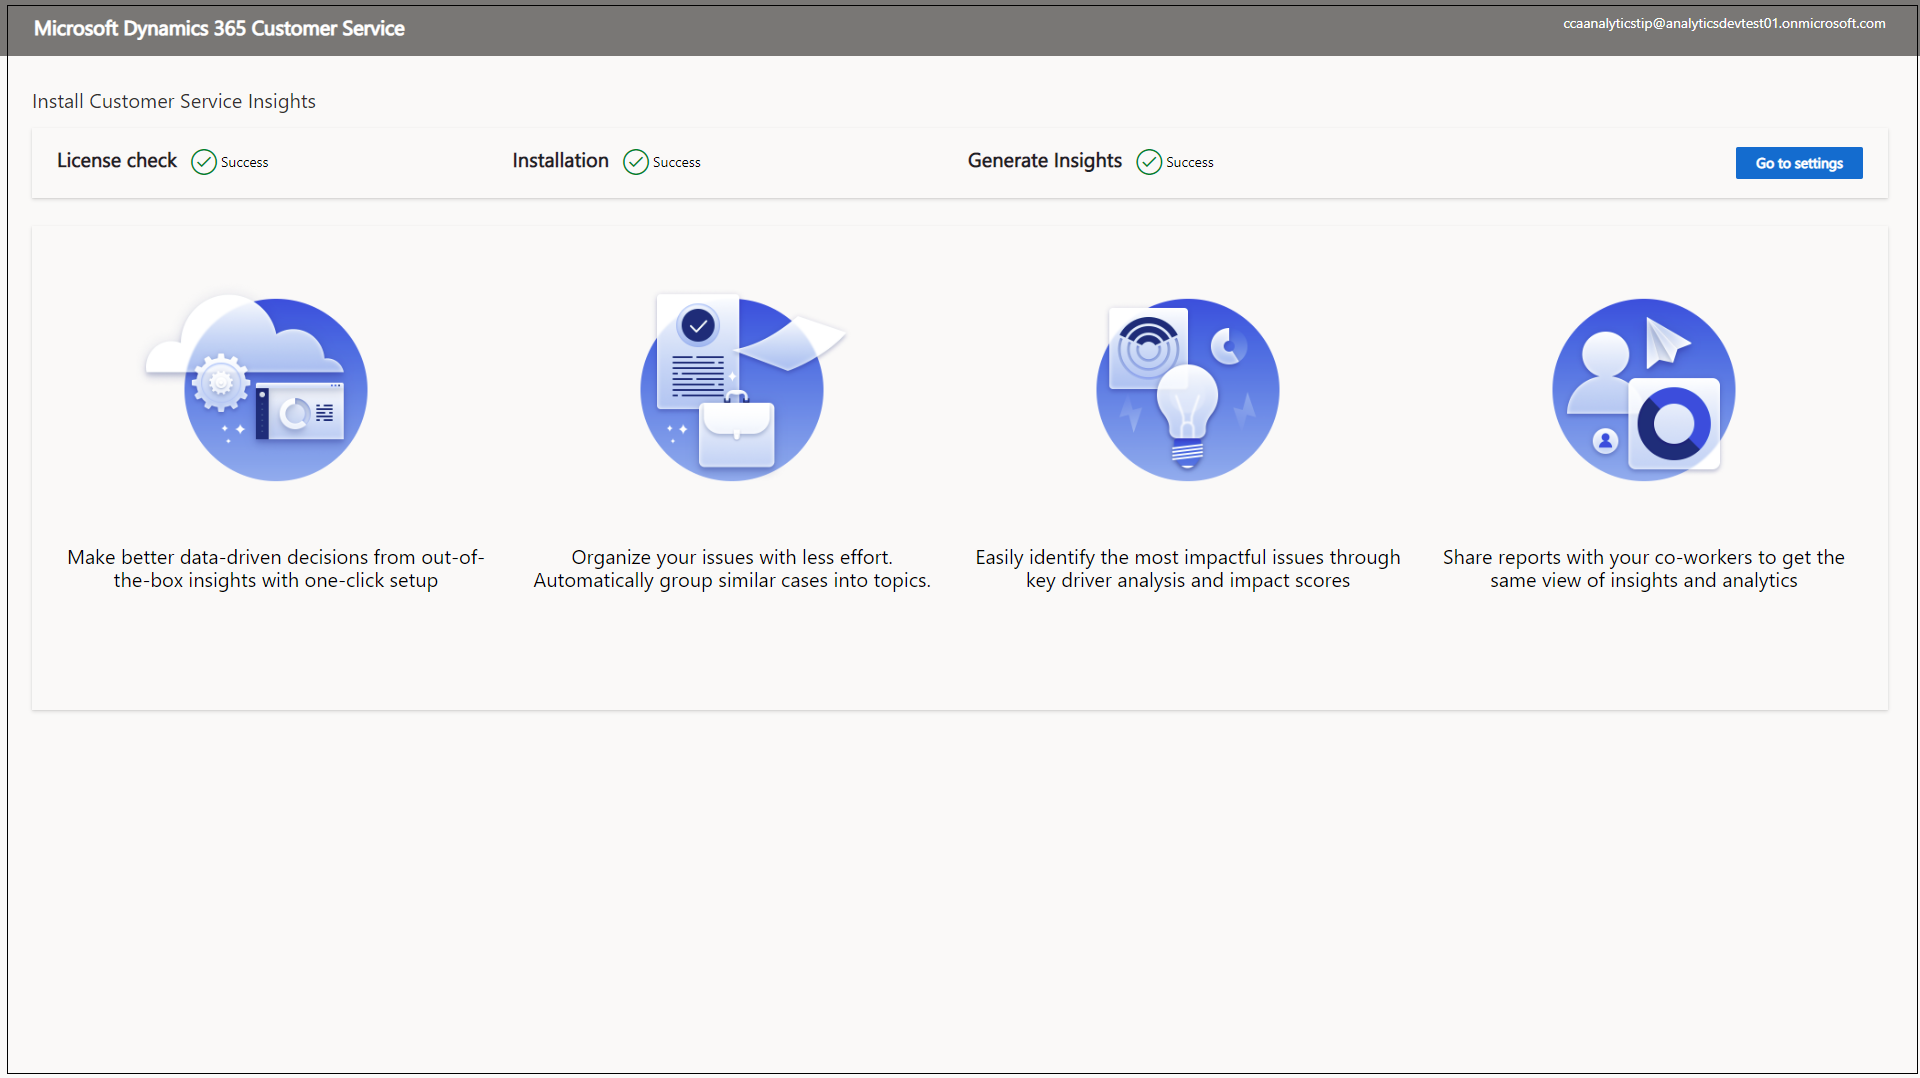 Microsoft Dynamics 365 Customer Service
ccaanalyticstip@analyticsdevtest01.onmicrosoft.com
Install Customer Service Insights
License check Success
Installation Success
Generate Insights Success
Go to settings
Make better data-driven decisions from out-of-
the-box insights with one-click setup
Organize your issues with less effort.
Automatically group similar cases into topics.
Easily identify the most impactful issues through
key driver analysis and impact scores
Share reports with your co-workers to get the
same view of insights and analytics